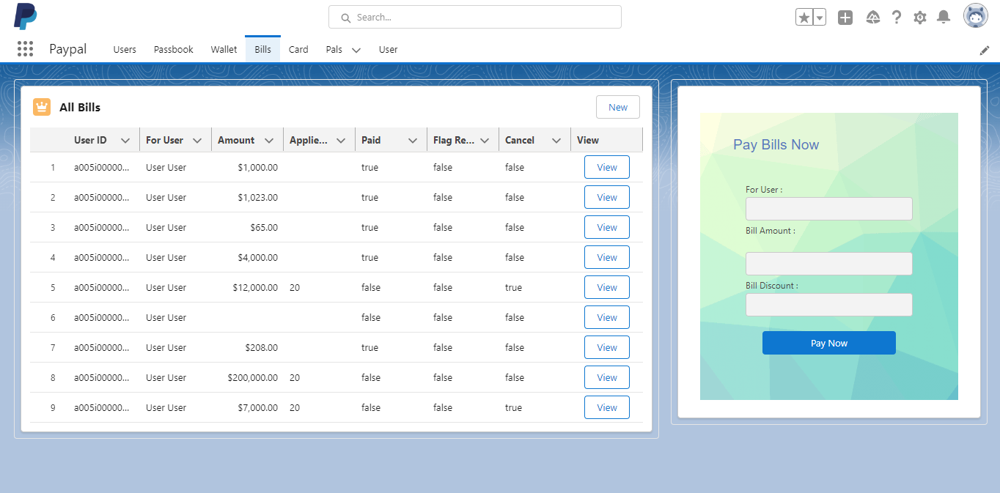 Search...
Paypal Users Passbook Wallet Bills Card Pals User
All Bills New
User ID For User Amount Applie... Paid Flag Re... Cancel View
1 a005i00000... User User $1,000.00 true false false View
2 a005i00000... User User $1,023.00 true false false View
3 a005i00000... User User $65.00 true false false View
4 a005i00000... User User $4,000.00 true false false View
5 a005i00000... User User $12,000.00 20 false false true View
6 a005i00000... User User false false false View
7 a005i00000... User User $208.00 true false false View
8 a005i00000... User User $200,000.00 20 false false false View
9 a005i00000... User User $7,000.00 20 false false true View
Pay Bills Now
For User :
Bill Amount :
Bill Discount :
Pay Now